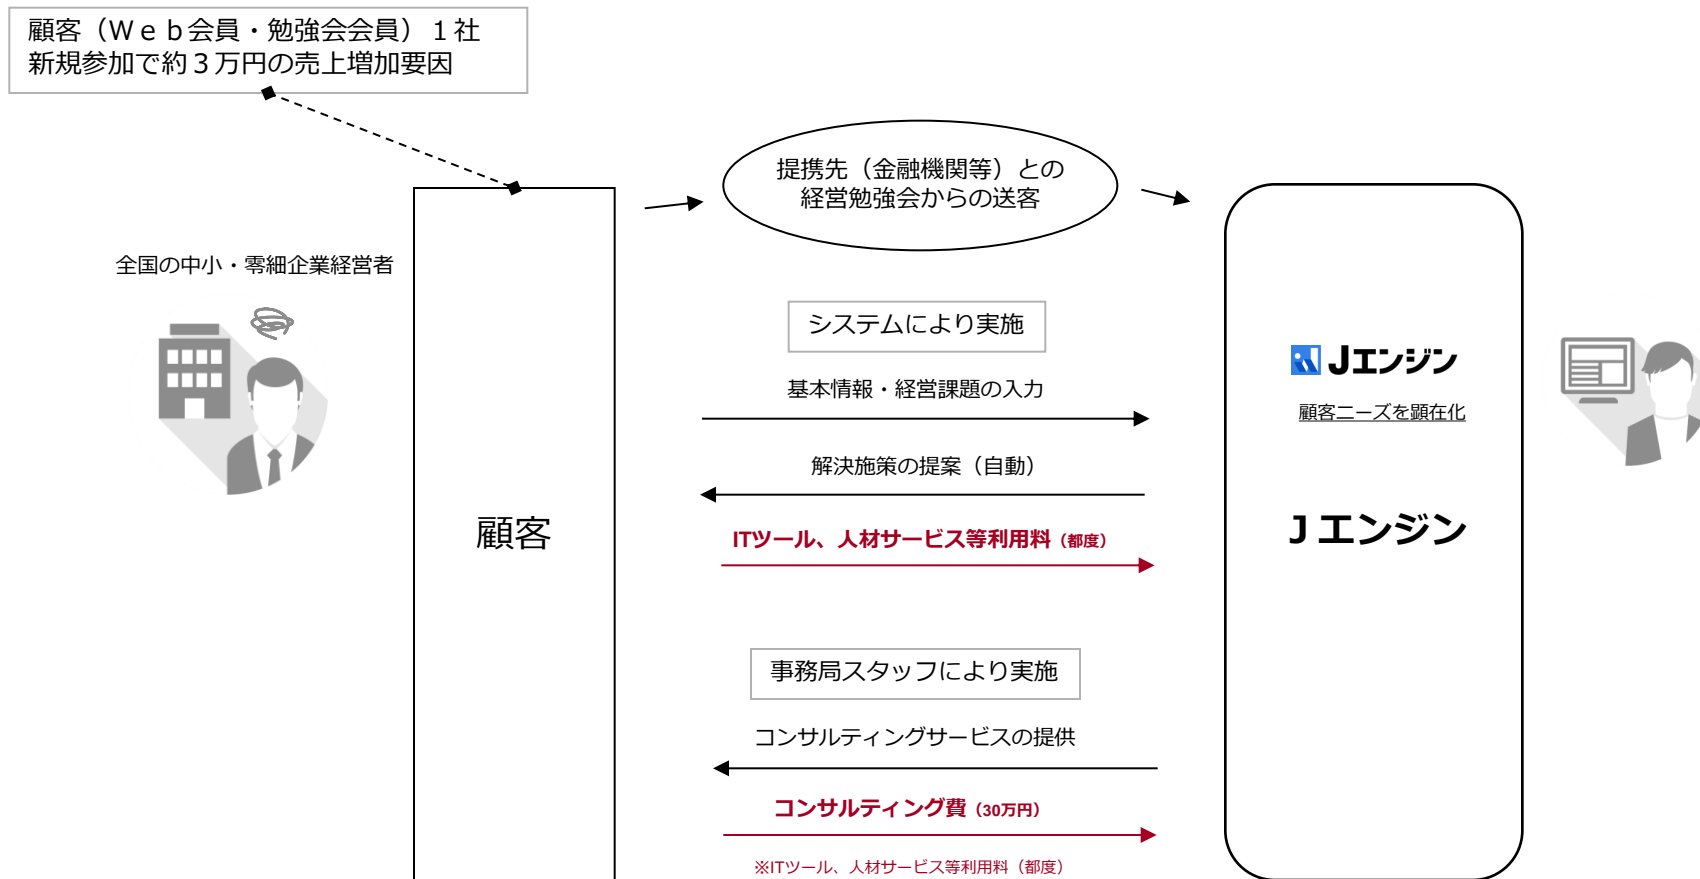 顧客（Ｗｅｂ会員・勉強会会員）１社
新規参加で約３万円の売上増加要因
提携先（金融機関等）との
経営勉強会からの送客
全国の中小・零細企業経営者
システムにより実施
基本情報・経営課題の入力
Jエンジン
顧客ニーズを顕在化
解決施策の提案（自動）
顧客
ITツール、人材サービス等利用料（都度）
Ｊエンジン
事務局スタッフにより実施
コンサルティングサービスの提供
コンサルティング費（30万円）
※ITツール、人材サービス等利用料（都度）